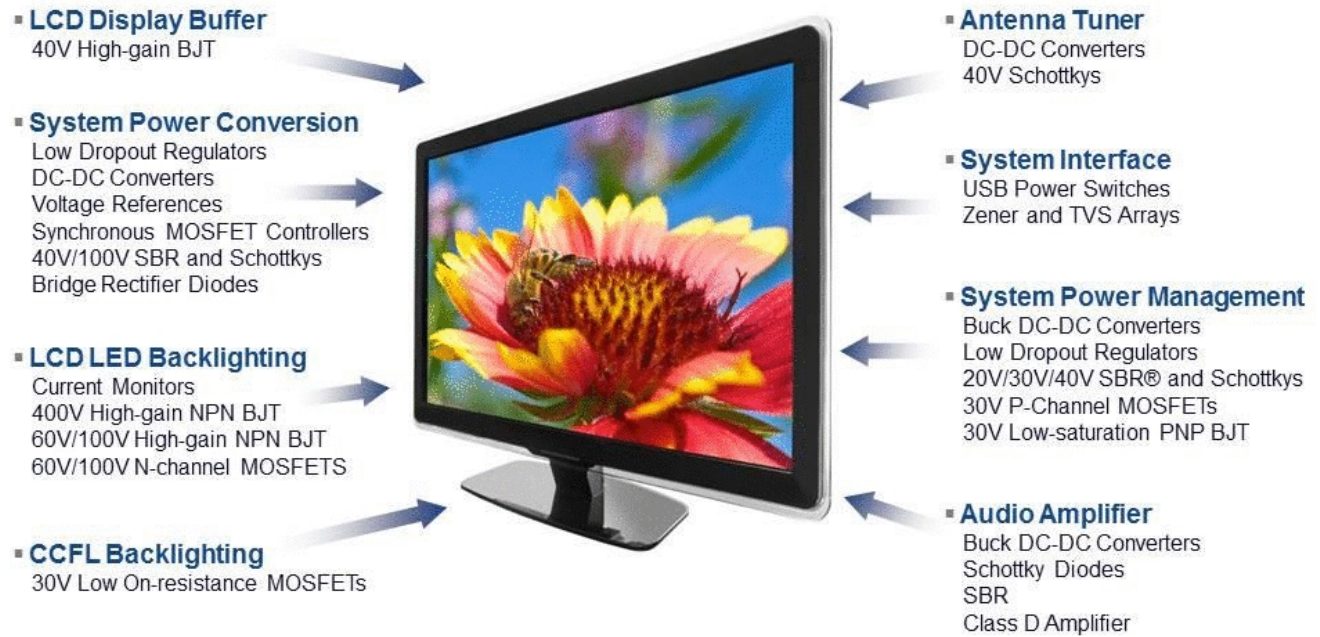 LCD Display Buffer
40V High-gain BJT
System Power Conversion
Low Dropout Regulators
DC-DC Converters
Voltage References
Synchronous MOSFET Controllers
40V/100V SBR and Schottkys
Bridge Rectifier Diodes
LCD LED Backlighting
Current Monitors
400V High-gain NPN BJT
60V/100V High-gain NPN BJT
60V/100V N-channel MOSFETS
CCFL Backlighting
30V Low On-resistance MOSFETs
Antenna Tuner
DC-DC Converters
40V Schottkys
System Interface
USB Power Switches
Zener and TVS Arrays
System Power Management
Buck DC-DC Converters
Low Dropout Regulators
20V/30V/40V SBR® and Schottkys
30V P-Channel MOSFETs
30V Low-saturation PNP BJT
Audio Amplifier
Buck DC-DC Converters
Schottky Diodes
SBR
Class D Amplifier